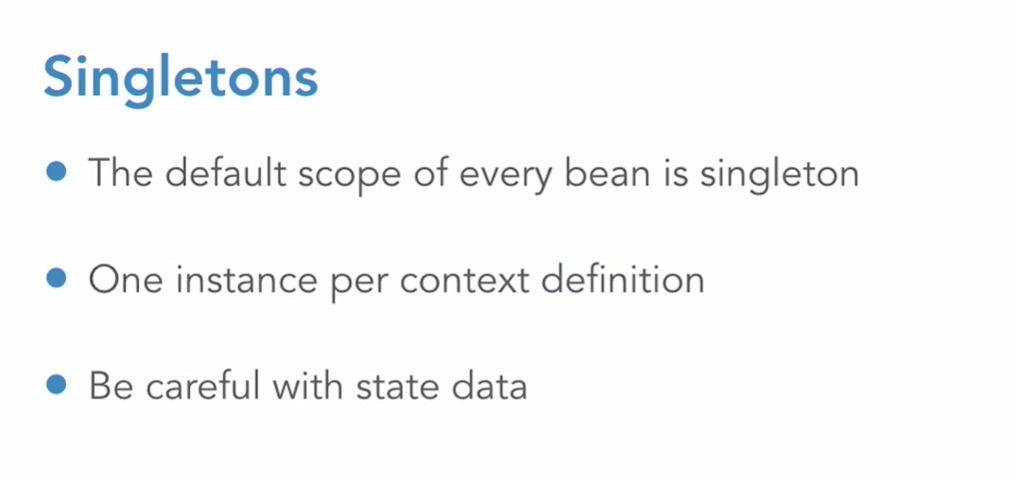 Singletons
The default scope of every bean is singleton
One instance per context definition
Be careful with state data